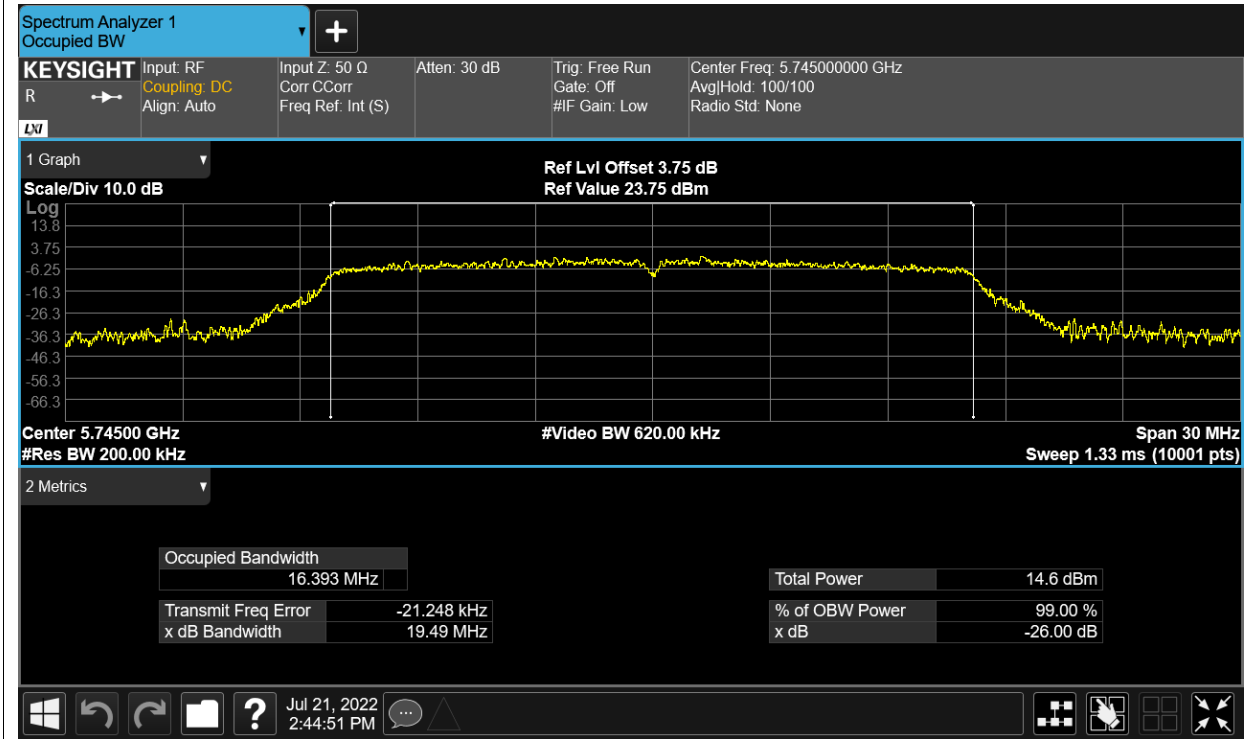 Spectrum Analyzer 1
Occupied BW
KEYSIGHT
R
LXI
Input: RF
Coupling: DC
Align: Auto
Input Z: 50 Ω
Corr CCorr
Freq Ref: Int (S)
Atten: 30 dB
Trig: Free Run
Gate: Off
#IF Gain: Low
Center Freq: 5.745000000 GHz
Avg|Hold: 100/100
Radio Std: None
1 Graph
Scale/Div 10.0 dB
Ref Lvl Offset 3.75 dB
Ref Value 23.75 dBm
Log
13.8
3.75
-6.25
-16.3
-26.3
-36.3
-46.3
-56.3
-66.3
Center 5.74500 GHz
#Video BW 620.00 kHz
Span 30 MHz
#Res BW 200.00 kHz
Sweep 1.33 ms (10001 pts)
2 Metrics
Occupied Bandwidth
16.393 MHz
Total Power 14.6 dBm
Transmit Freq Error -21.248 kHz
% of OBW Power 99.00 %
x dB Bandwidth 19.49 MHz
x dB -26.00 dB
?
Jul 21, 2022
2:44:51 PM